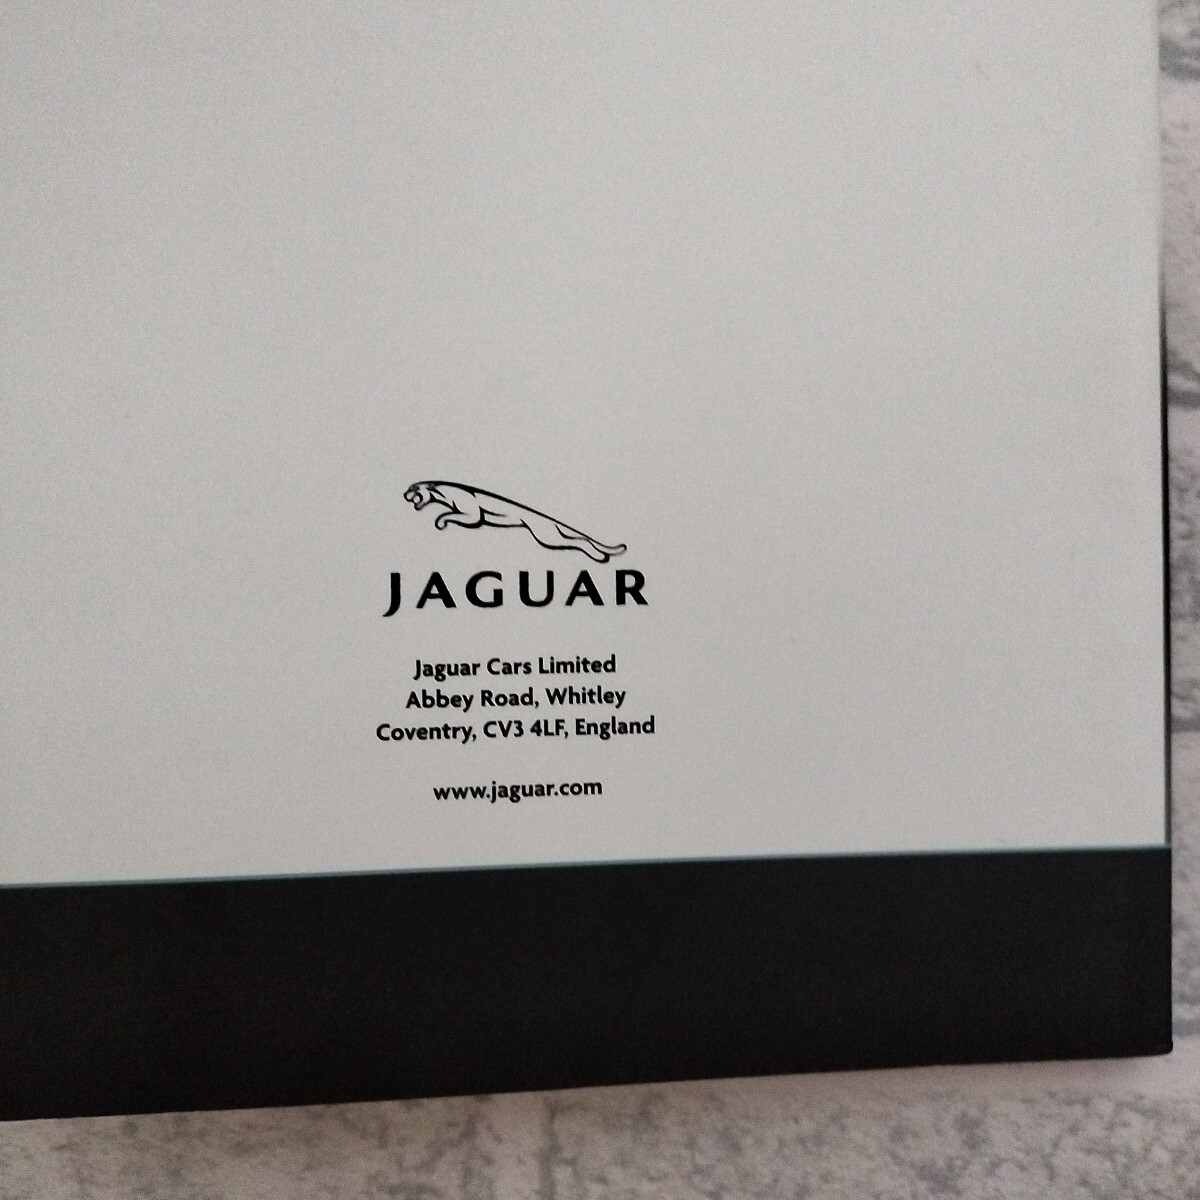 JAGUAR
Jaguar Cars Limited
Abbey Road, Whitley
Coventry, CV3 4LF, England
www.jaguar.com